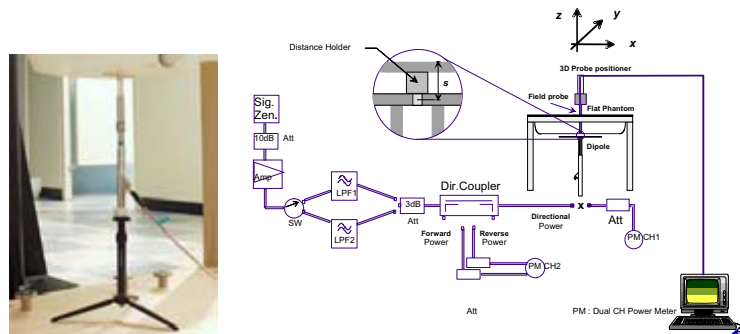 z
y
x
Distance Holder
s
3D Probe positioner
Field probe
Flat Phantom
Dipole
Sig.
Zen.
10dB
Att
Amp
SW
LPF1
LPF2
3dB
Att
Dir.Coupler
Forward
Power
Reverse
Power
Directional
Power
x
Att
PM
CH1
PM
CH2
Att
PM : Dual CH Power Meter